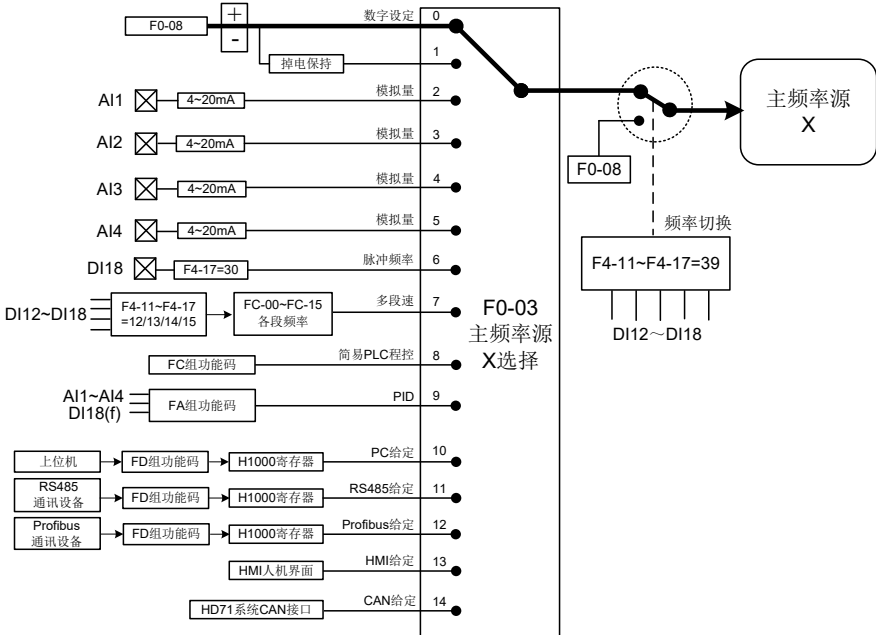 F0-08
+
-
数字设定
0
掉电保持
1
AI1
4~20mA
模拟量
2
AI2
4~20mA
模拟量
3
AI3
4~20mA
模拟量
4
AI4
4~20mA
模拟量
5
DI18
F4-17=30
脉冲频率
6
DI12~DI18
F4-11~F4-17
=12/13/14/15
FC-00~FC-15
各段频率
多段速
7
FC组功能码
简易PLC程控
8
AI1~AI4
DI18(f)
FA组功能码
PID
9
上位机
FD组功能码
H1000寄存器
PC给定
10
RS485
通讯设备
FD组功能码
H1000寄存器
RS485给定
11
Profibus
通讯设备
FD组功能码
H1000寄存器
Profibus给定
12
HMI人机界面
HMI给定
13
HD71系统CAN接口
CAN给定
14
F0-03
主频率源
X选择
F0-08
主频率源
X
频率切换
F4-11~F4-17=39
DI12～DI18